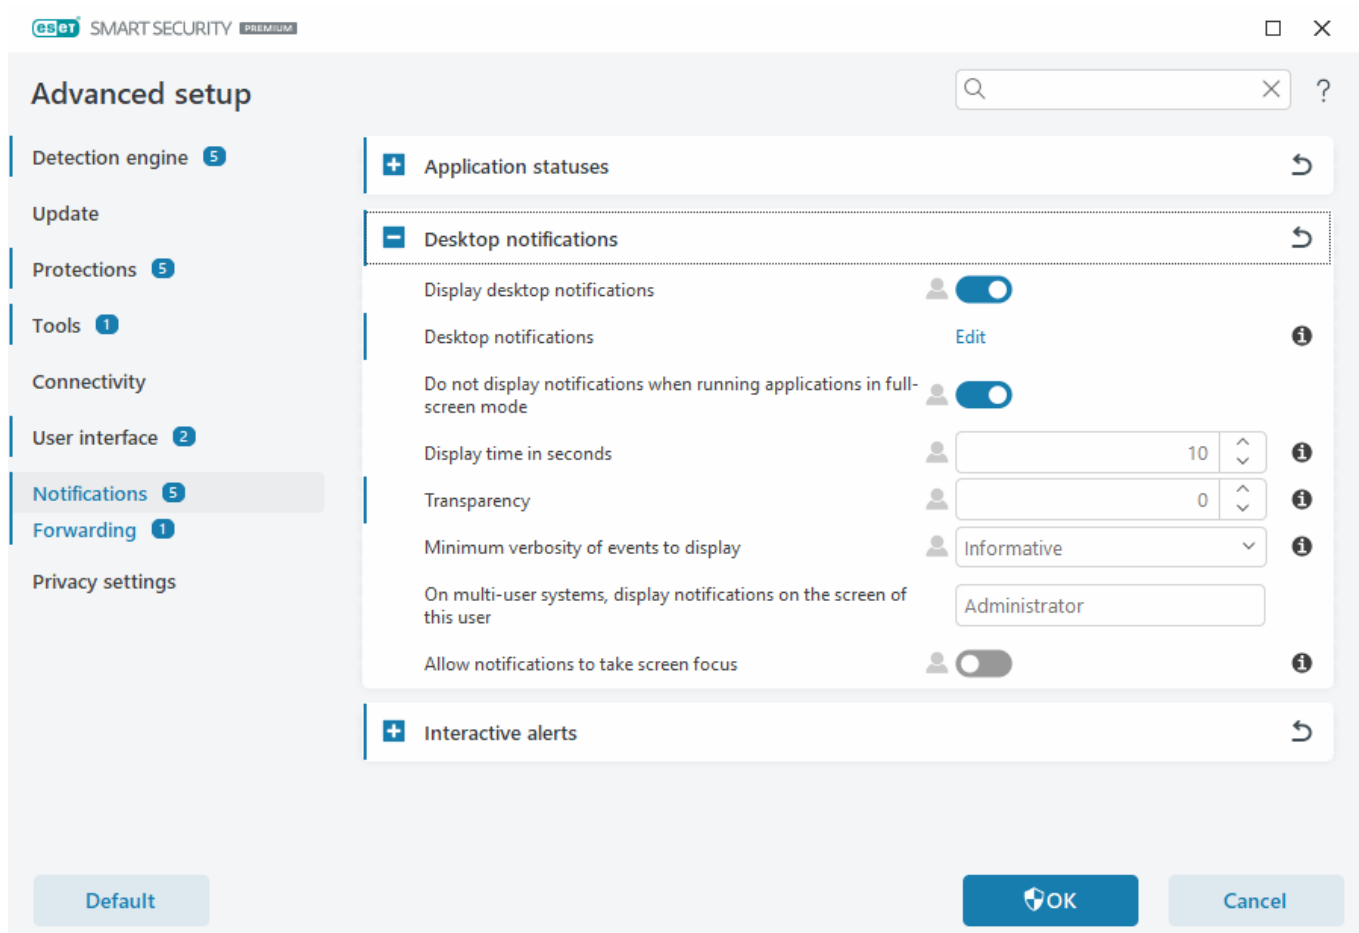 eset SMART SECURITY PREMIUM
Advanced setup
?
Detection engine 5
Update
Protections 5
Tools 1
Connectivity
User interface 2
Notifications 5
Forwarding 1
Privacy settings
Application statuses
Desktop notifications
Display desktop notifications
Desktop notifications Edit
Do not display notifications when running applications in full-
screen mode
Display time in seconds 10
Transparency 0
Minimum verbosity of events to display Informative
On multi-user systems, display notifications on the screen of
this user Administrator
Allow notifications to take screen focus
Interactive alerts
Default OK Cancel